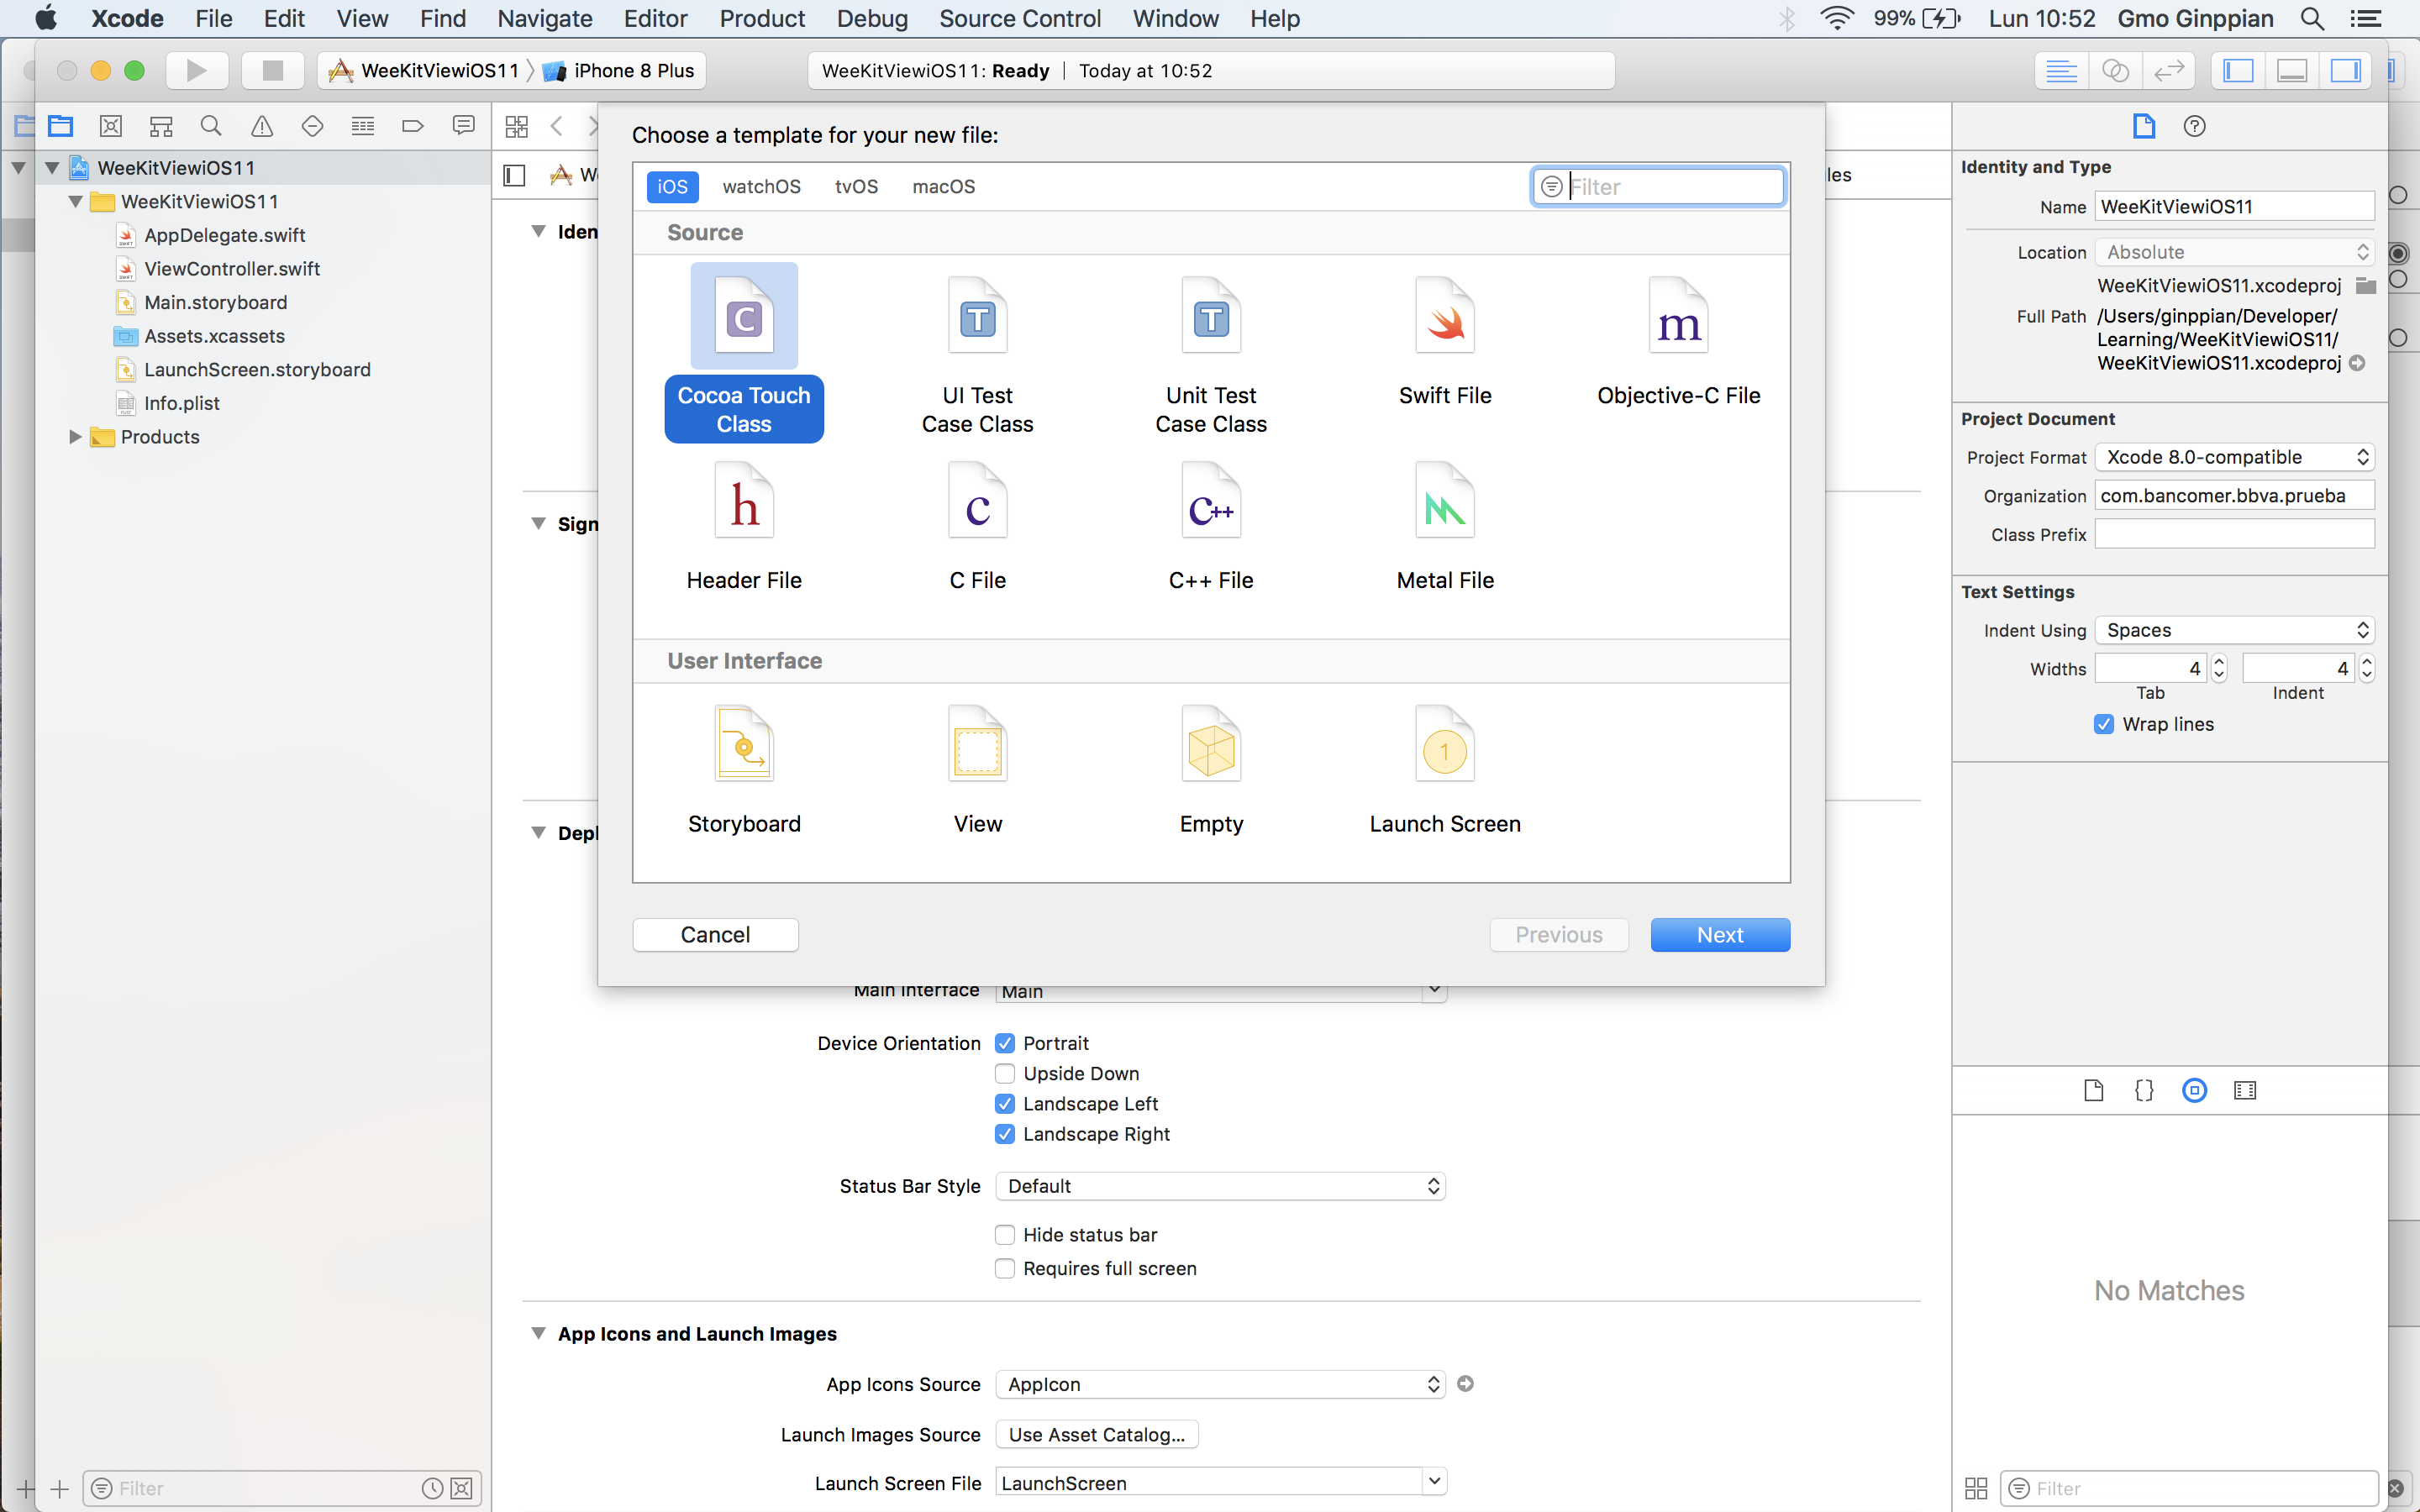 Xcode File Edit View Find Navigate Editor Product Debug Source Control Window Help 99% Lun 10:52 Gmo Ginppian
WeeKitViewiOS11 iPhone 8 Plus WeeKitViewiOS11: Ready Today at 10:52
WeeKitViewiOS11
WeeKitViewiOS11
AppDelegate.swift
ViewController.swift
Main.storyboard
Assets.xcassets
LaunchScreen.storyboard
Info.plist
Products
Filter
Choose a template for your new file:
iOS watchOS tvOS macOS Filter
Source
Cocoa Touch Class
UI Test Case Class
Unit Test Case Class
Swift File
Objective-C File
Header File
C File
C++ File
Metal File
User Interface
Storyboard
View
Empty
Launch Screen
Cancel Previous Next
Iden
Sign
Depl
Main Interface Main
Device Orientation Portrait
Upside Down
Landscape Left
Landscape Right
Status Bar Style Default
Hide status bar
Requires full screen
App Icons and Launch Images
App Icons Source AppIcon
Launch Images Source Use Asset Catalog...
Launch Screen File LaunchScreen
les
Identity and Type
Name WeeKitViewiOS11
Location Absolute
WeeKitViewiOS11.xcodeproj
Full Path /Users/ginppian/Developer/
Learning/WeeKitViewiOS11/
WeeKitViewiOS11.xcodeproj
Project Document
Project Format Xcode 8.0-compatible
Organization com.bancomer.bbva.prueba
Class Prefix
Text Settings
Indent Using Spaces
Widths 4 4
Tab Indent
Wrap lines
No Matches
Filter